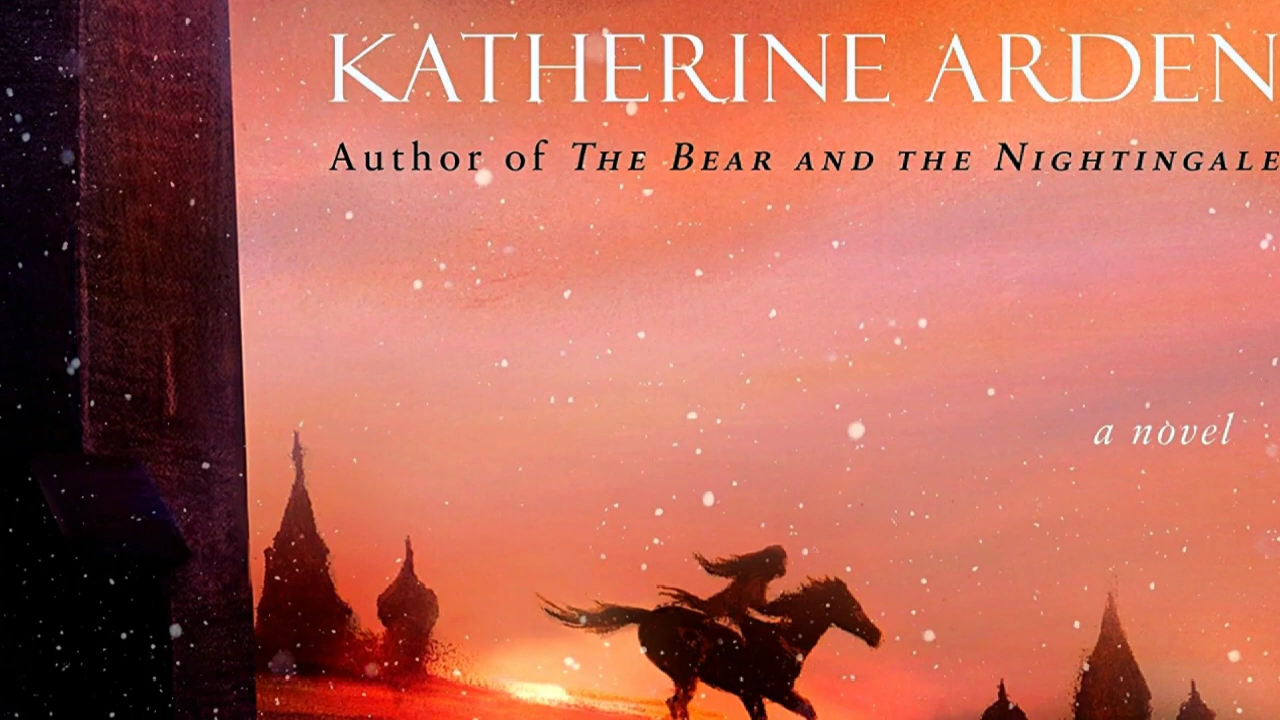 KATHERINE ARDEN
Author of THE BEAR AND THE NIGHTINGALE
a novel